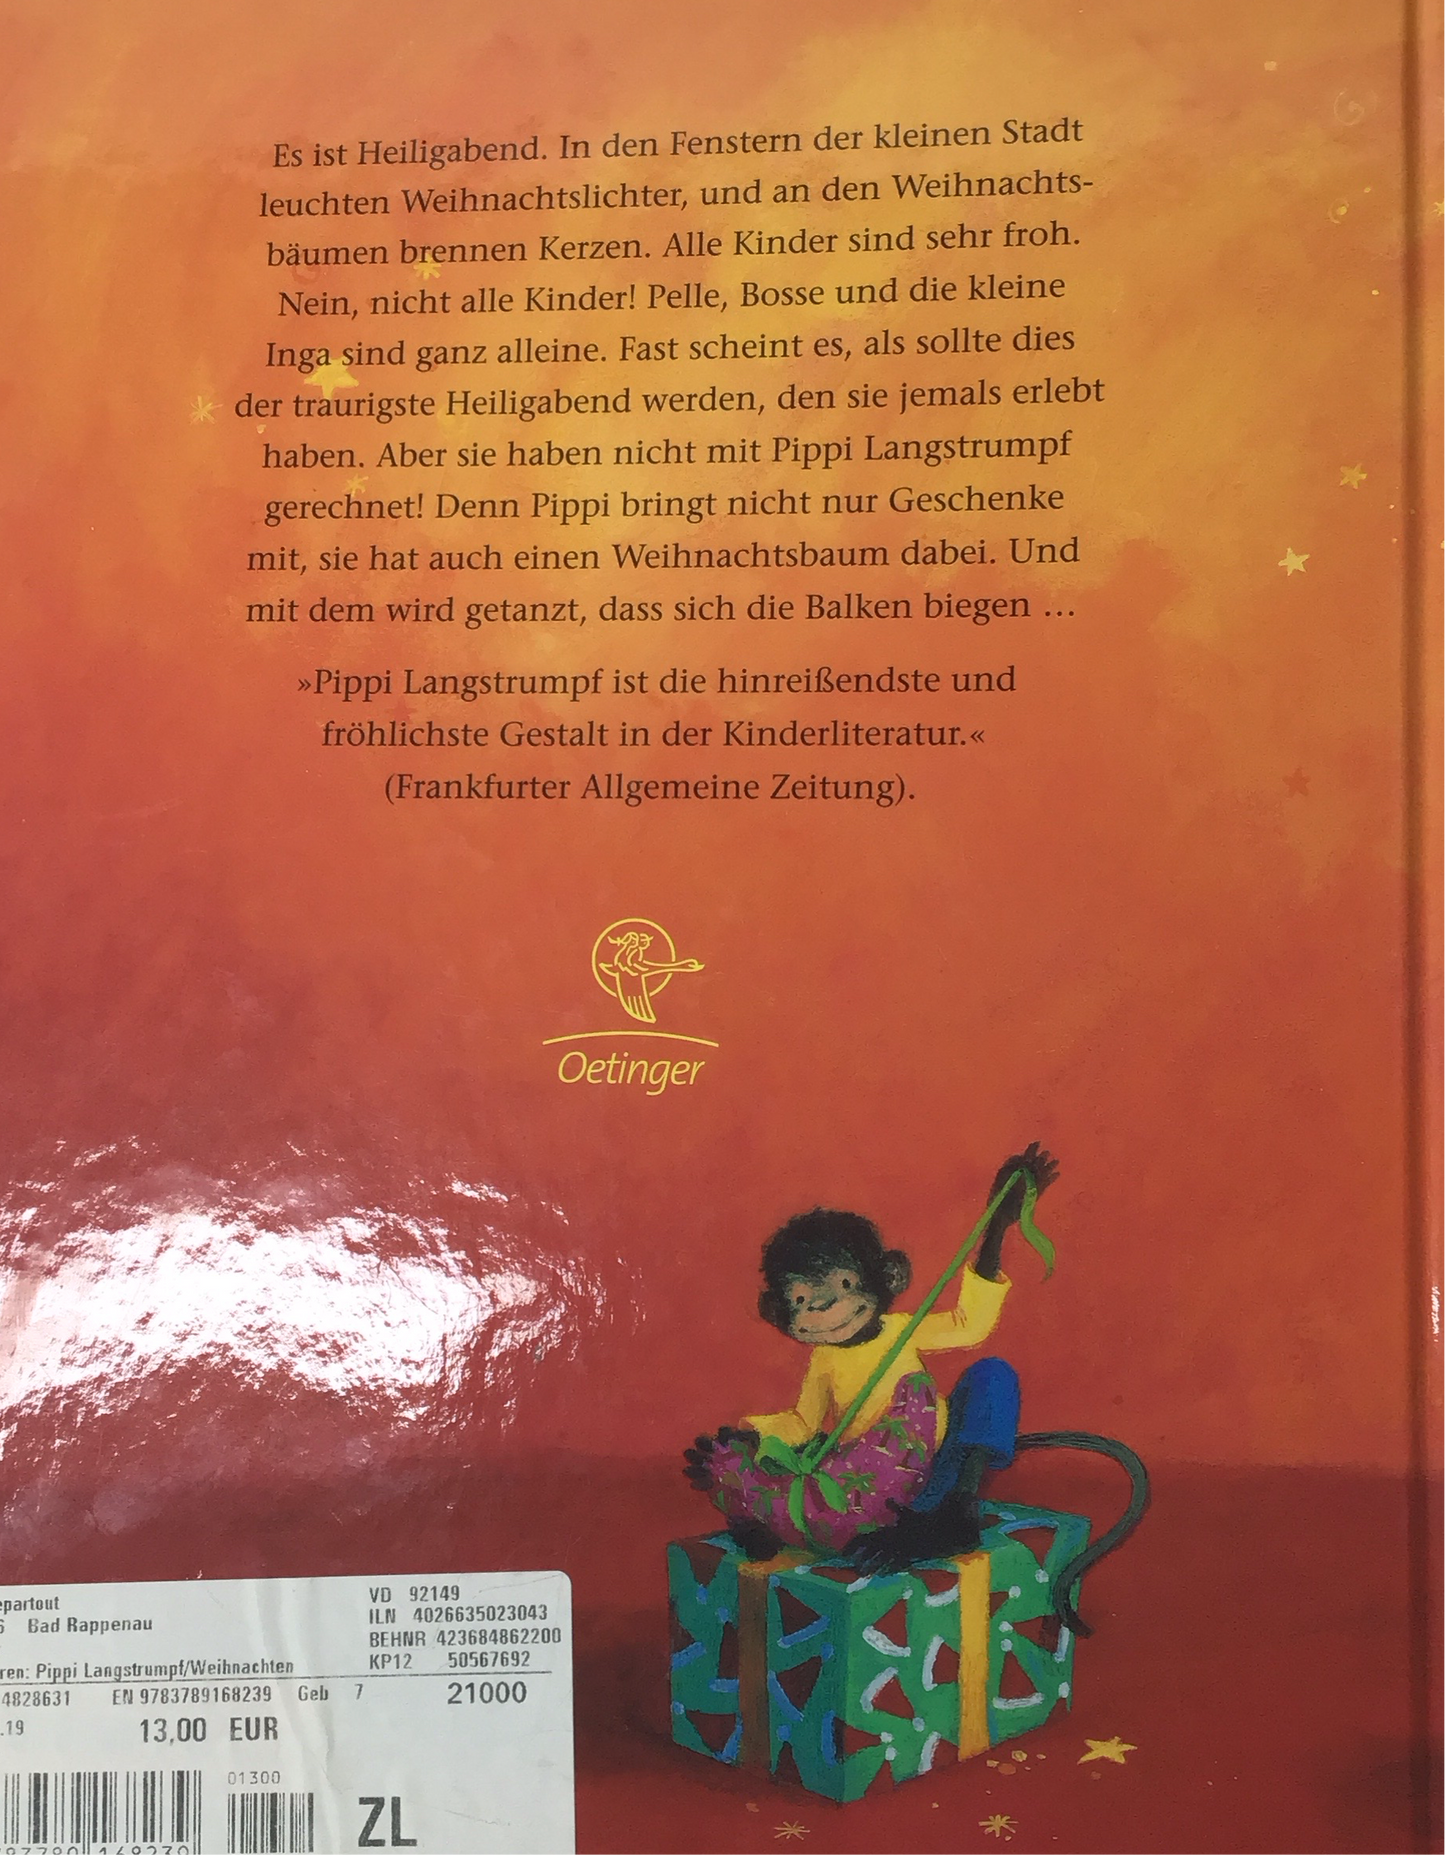 Es ist Heiligabend. In den Fenstern der kleinen Stadt
leuchten Weihnachtslichter, und an den Weihnachts-
bäumen brennen Kerzen. Alle Kinder sind sehr froh.
Nein, nicht alle Kinder! Pelle, Bosse und die kleine
Inga sind ganz alleine. Fast scheint es, als sollte dies
der traurigste Heiligabend werden, den sie jemals erlebt
haben. Aber sie haben nicht mit Pippi Langstrumpf
gerechnet! Denn Pippi bringt nicht nur Geschenke
mit, sie hat auch einen Weihnachtsbaum dabei. Und
mit dem wird getanzt, dass sich die Balken biegen ...
»Pippi Langstrumpf ist die hinreißendste und
fröhlichste Gestalt in der Kinderliteratur.«
(Frankfurter Allgemeine Zeitung).
Oetinger
epartout
Bad Rappenau
VD 92149
ILN 4026635023043
BEHNR 423684862200
KP12 50567692
ren: Pippi Langstrumpf/Weihnachten
4828631 EN 9783789168239 Geb 7 21000
.19 13,00 EUR
01300
ZL